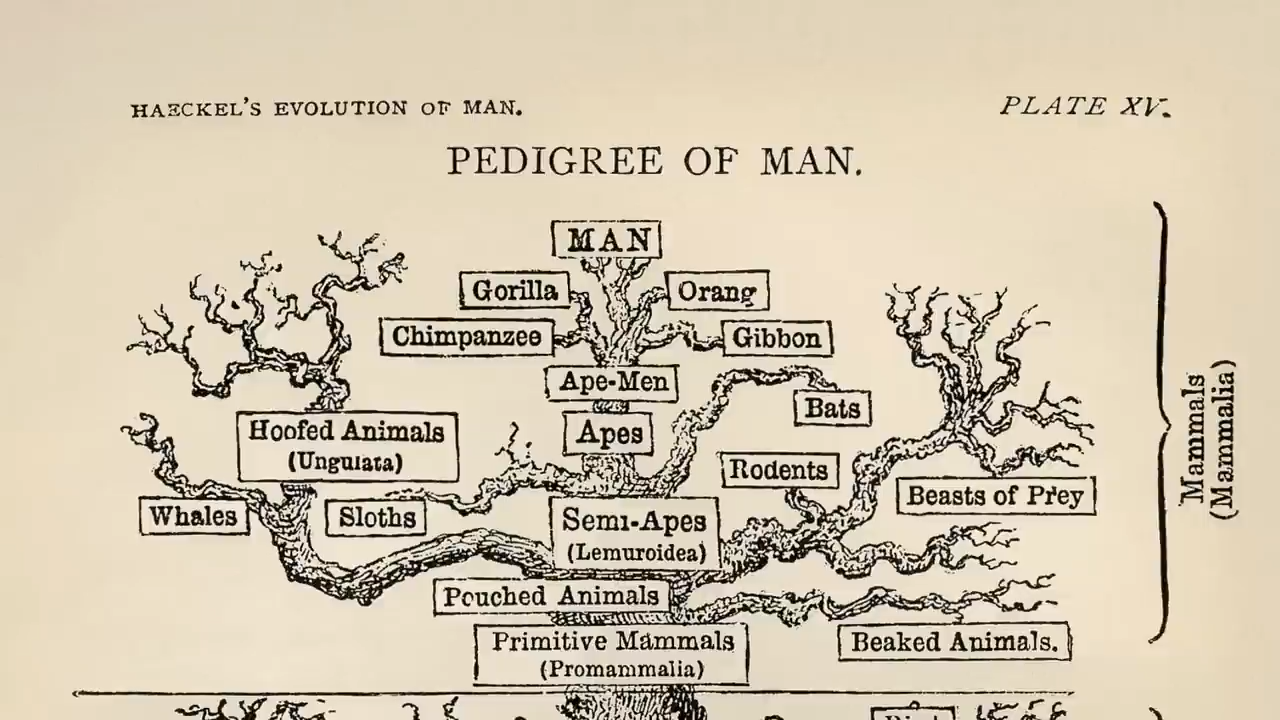 HAECKEL'S EVOLUTION OF MAN.
PLATE XV.
PEDIGREE OF MAN.
MAN
Gorilla
Orang
Chimpanzee
Gibbon
Ape-Men
Bats
Apes
Hoofed Animals
(Ungulata)
Rodents
Beasts of Prey
Whales
Sloths
Semi-Apes
(Lemuroidea)
Pouched Animals
Primitive Mammals
(Promammalia)
Beaked Animals.
Mammals
(Mammalia)